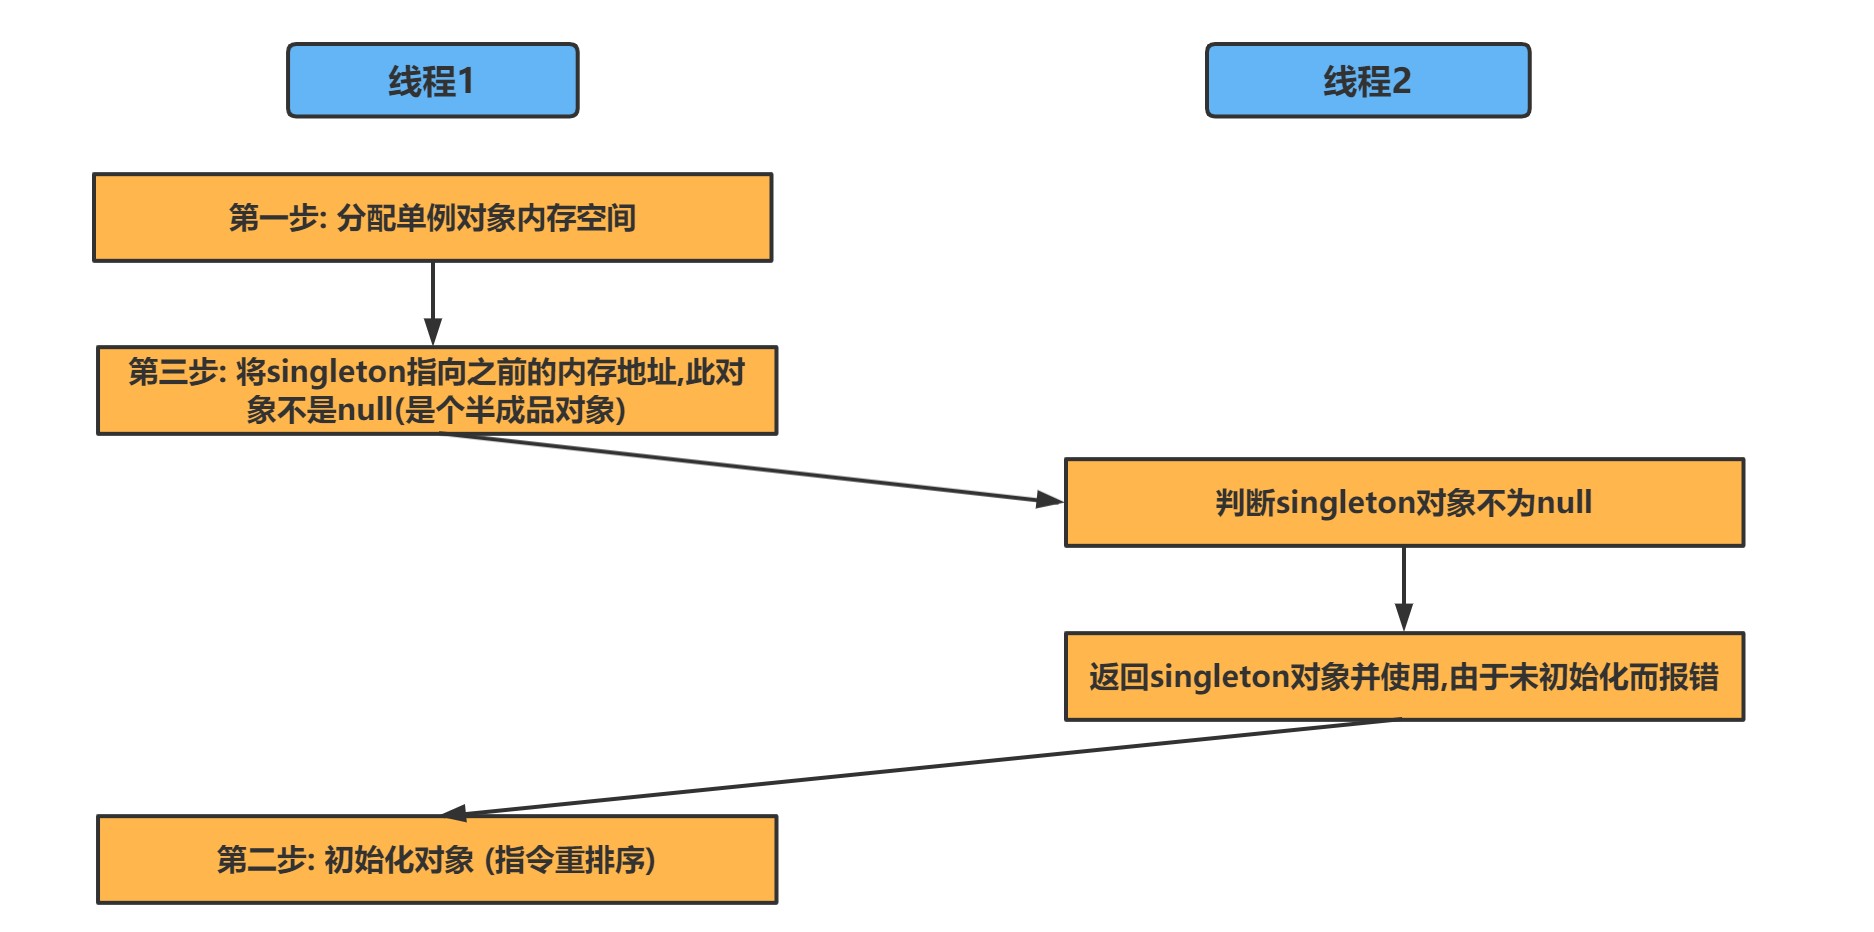 线程1
线程2
第一步: 分配单例对象内存空间
第三步: 将singleton指向之前的内存地址,此对
象不是null(是个半成品对象)
判断singleton对象不为null
返回singleton对象并使用,由于未初始化而报错
第二步: 初始化对象 (指令重排序)